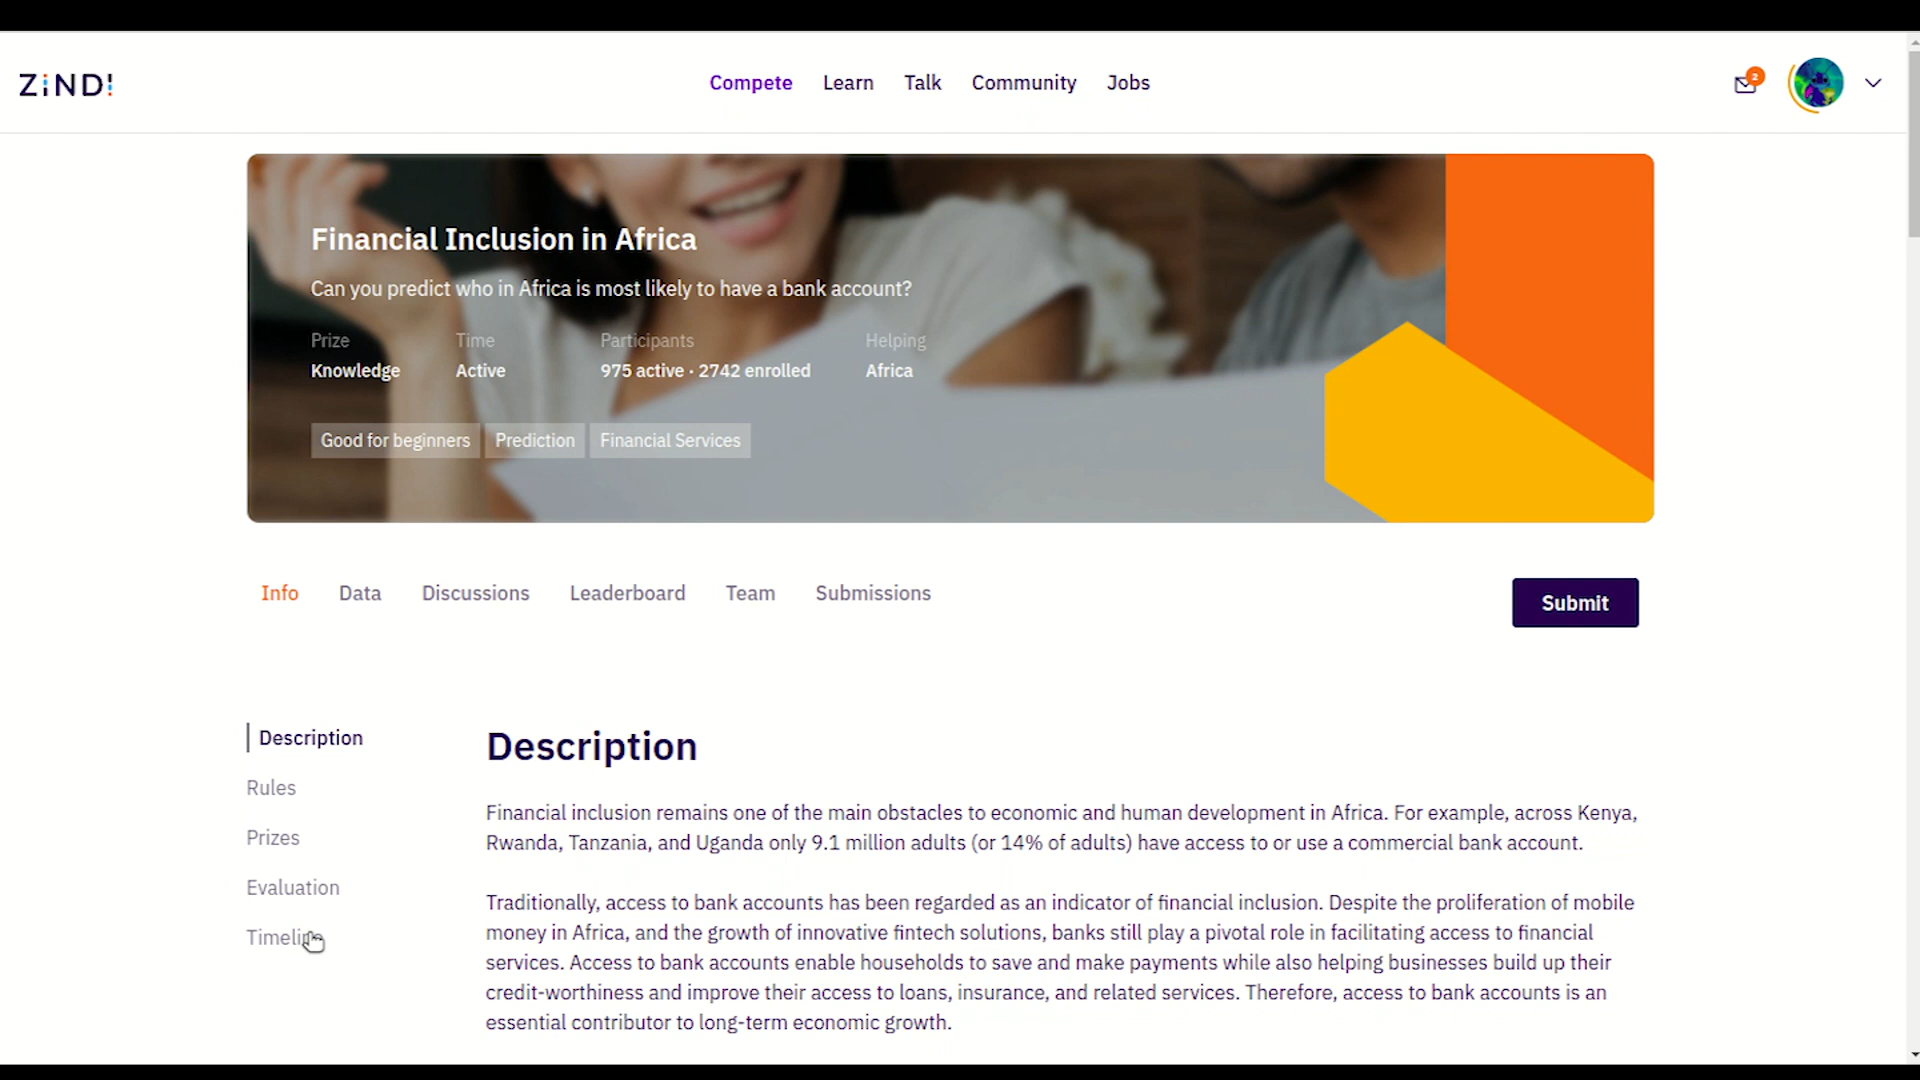 ZiNDi
Compete Learn Talk Community Jobs
2
Financial Inclusion in Africa
Can you predict who in Africa is most likely to have a bank account?
Prize Time Participants Helping
Knowledge Active 975 active · 2742 enrolled Africa
Good for beginners Prediction Financial Services
Info Data Discussions Leaderboard Team Submissions
Submit
Description
Rules
Prizes
Evaluation
Timeline
Description
Financial inclusion remains one of the main obstacles to economic and human development in Africa. For example, across Kenya,
Rwanda, Tanzania, and Uganda only 9.1 million adults (or 14% of adults) have access to or use a commercial bank account.
Traditionally, access to bank accounts has been regarded as an indicator of financial inclusion. Despite the proliferation of mobile
money in Africa, and the growth of innovative fintech solutions, banks still play a pivotal role in facilitating access to financial
services. Access to bank accounts enable households to save and make payments while also helping businesses build up their
credit-worthiness and improve their access to loans, insurance, and related services. Therefore, access to bank accounts is an
essential contributor to long-term economic growth.